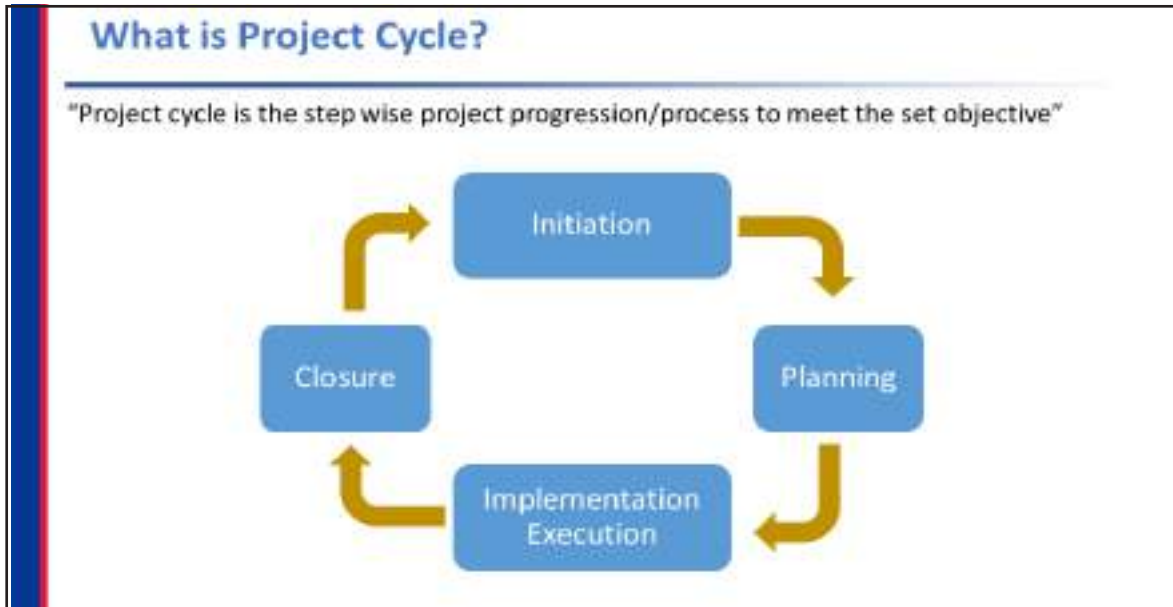 What is Project Cycle?
"Project cycle is the step wise project progression/process to meet the set objective"
Initiation
Closure
Planning
Implementation
Execution